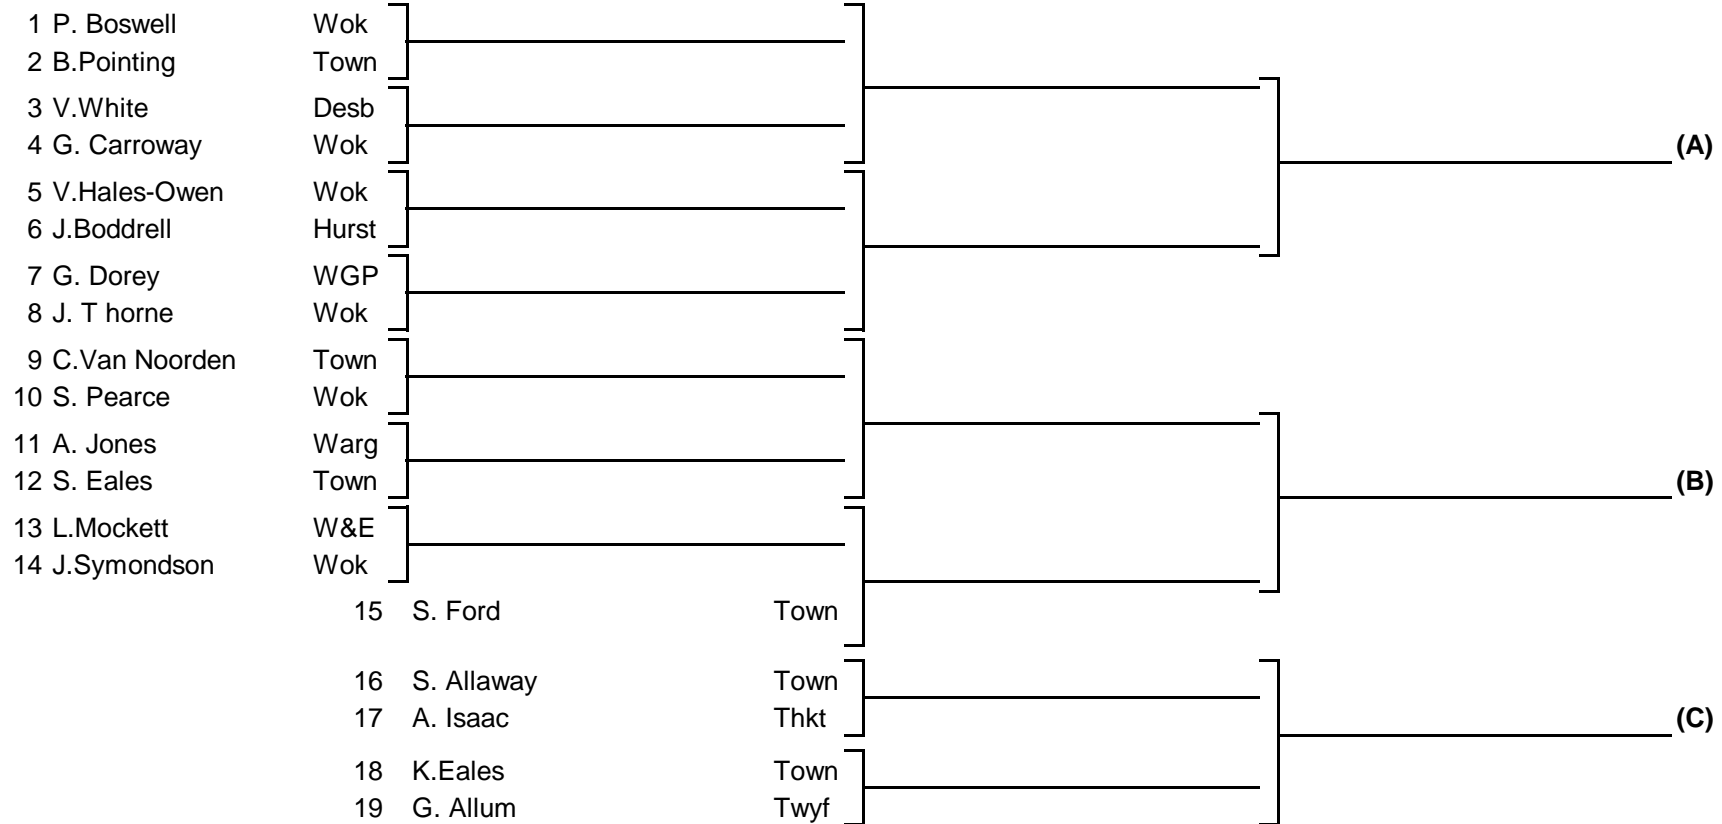 1 P. Boswell Wok
2 B.Pointing Town
3 V.White Desb
4 G. Carroway Wok
(A)
5 V.Hales-Owen Wok
6 J.Boddrell Hurst
7 G. Dorey WGP
8 J. T horne Wok
9 C.Van Noorden Town
10 S. Pearce Wok
11 A. Jones Warg
12 S. Eales Town
(B)
13 L.Mockett W&E
14 J.Symondson Wok
15 S. Ford Town
16 S. Allaway Town
17 A. Isaac Thkt
(C)
18 K.Eales Town
19 G. Allum Twyf